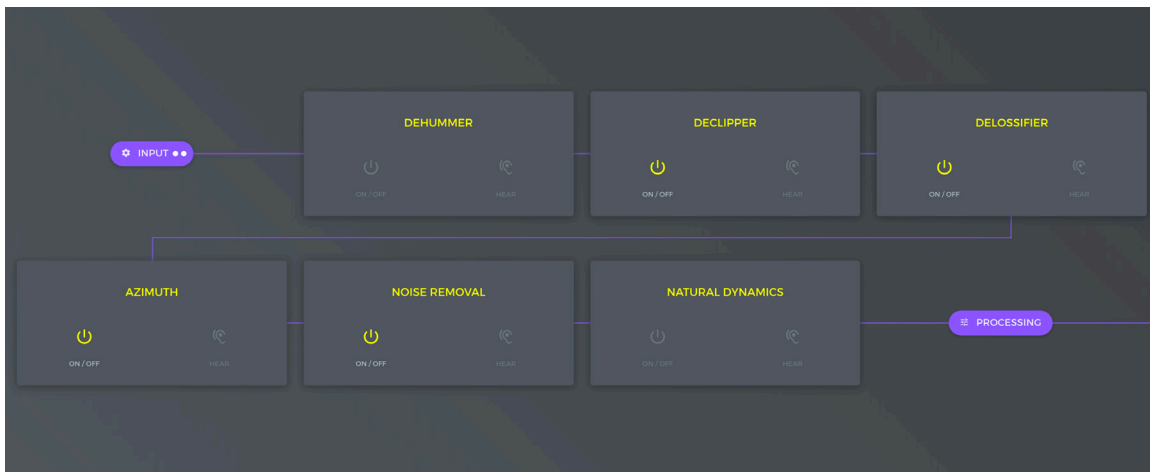 DEHUMMER
DECLIPPER
DELOSSIFIER
INPUT
ON / OFF
HEAR
ON / OFF
HEAR
ON / OFF
HEAR
AZIMUTH
NOISE REMOVAL
NATURAL DYNAMICS
PROCESSING
ON / OFF
HEAR
ON / OFF
HEAR
ON / OFF
HEAR